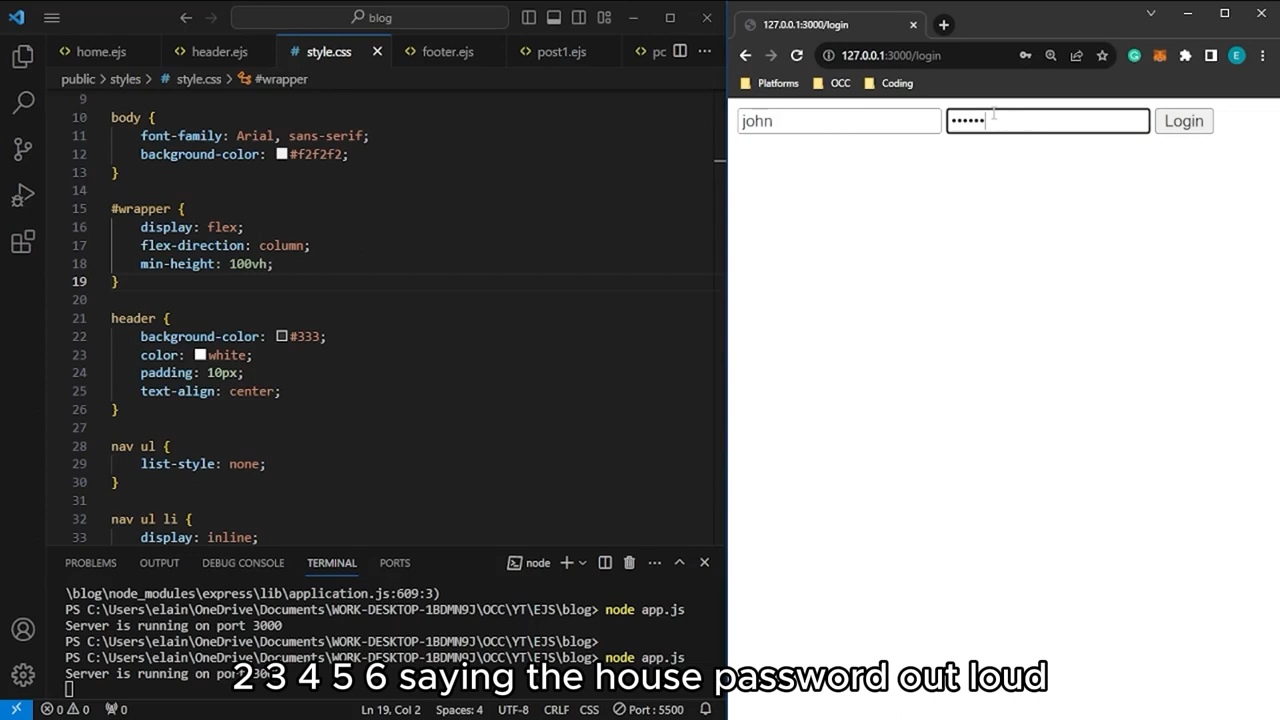 blog
home.ejs
header.ejs
style.css
footer.ejs
post1.ejs
pc
public > styles > style.css > #wrapper
9
10 body {
11 font-family: Arial, sans-serif;
12 background-color: #f2f2f2;
13 }
14
15 #wrapper {
16 display: flex;
17 flex-direction: column;
18 min-height: 100vh;
19 }
20
21 header {
22 background-color: #333;
23 color: white;
24 padding: 10px;
25 text-align: center;
26 }
27
28 nav ul {
29 list-style: none;
30 }
31
32 nav ul li {
33 display: inline;
PROBLEMS OUTPUT DEBUG CONSOLE TERMINAL PORTS
node
\blog\node_modules\express\lib\application.js:609:3)
PS C:\Users\elain\OneDrive\Documents\WORK-DESKTOP-1BDMN9J\OCC\YT\EJS\blog> node app.js
Server is running on port 3000
PS C:\Users\elain\OneDrive\Documents\WORK-DESKTOP-1BDMN9J\OCC\YT\EJS\blog>
PS C:\Users\elain\OneDrive\Documents\WORK-DESKTOP-1BDMN9J\OCC\YT\EJS\blog> node app.js
Server is running on port
0 0 0 Ln 19, Col 2 Spaces: 4 UTF-8 CRLF CSS Port : 5500
127.0.0.1:3000/login
127.0.0.1:3000/login
E
Platforms OCC Coding
john •••••• Login
2 3 4 5 6 saying the house password out loud